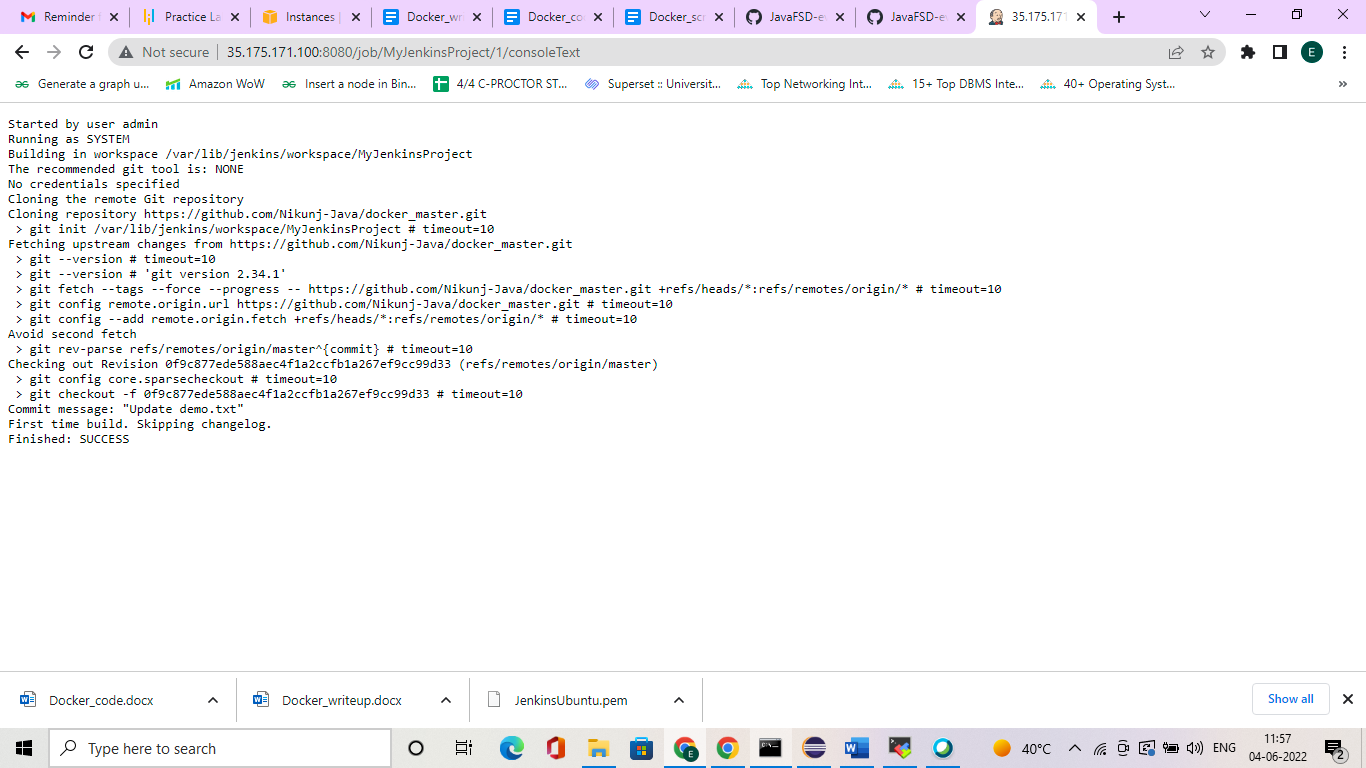 Reminder
Practice La
Instances |
Docker_wr
Docker_co
Docker_scr
JavaFSD-ev
JavaFSD-ev
35.175.171
Not secure | 35.175.171.100:8080/job/MyJenkinsProject/1/consoleText
E
Generate a graph u... Amazon WoW Insert a node in Bin... 4/4 C-PROCTOR ST... Superset :: Universit... Top Networking Int... 15+ Top DBMS Inte... 40+ Operating Syst... »
Started by user admin
Running as SYSTEM
Building in workspace /var/lib/jenkins/workspace/MyJenkinsProject
The recommended git tool is: NONE
No credentials specified
Cloning the remote Git repository
Cloning repository https://github.com/Nikunj-Java/docker_master.git
 > git init /var/lib/jenkins/workspace/MyJenkinsProject # timeout=10
Fetching upstream changes from https://github.com/Nikunj-Java/docker_master.git
 > git --version # timeout=10
 > git --version # 'git version 2.34.1'
 > git fetch --tags --force --progress -- https://github.com/Nikunj-Java/docker_master.git +refs/heads/*:refs/remotes/origin/* # timeout=10
 > git config remote.origin.url https://github.com/Nikunj-Java/docker_master.git # timeout=10
 > git config --add remote.origin.fetch +refs/heads/*:refs/remotes/origin/* # timeout=10
Avoid second fetch
 > git rev-parse refs/remotes/origin/master^{commit} # timeout=10
Checking out Revision 0f9c877ede588aec4f1a2ccfb1a267ef9cc99d33 (refs/remotes/origin/master)
 > git config core.sparsecheckout # timeout=10
 > git checkout -f 0f9c877ede588aec4f1a2ccfb1a267ef9cc99d33 # timeout=10
Commit message: "Update demo.txt"
First time build. Skipping changelog.
Finished: SUCCESS
Docker_code.docx
Docker_writeup.docx
JenkinsUbuntu.pem
Show all
Type here to search
E
40°C
ENG
11:57
04-06-2022
2